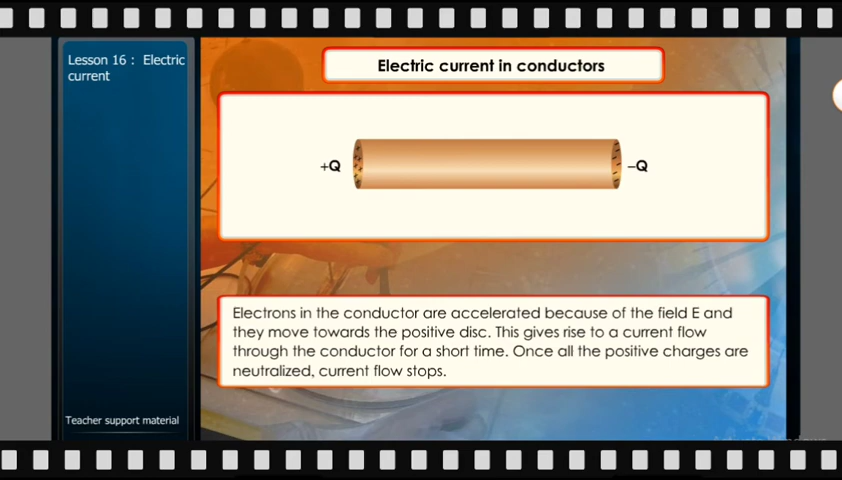 Lesson 16 : Electric
current
Electric current in conductors
+Q
–Q
Electrons in the conductor are accelerated because of the field E and
they move towards the positive disc. This gives rise to a current flow
through the conductor for a short time. Once all the positive charges are
neutralized, current flow stops.
Teacher support material